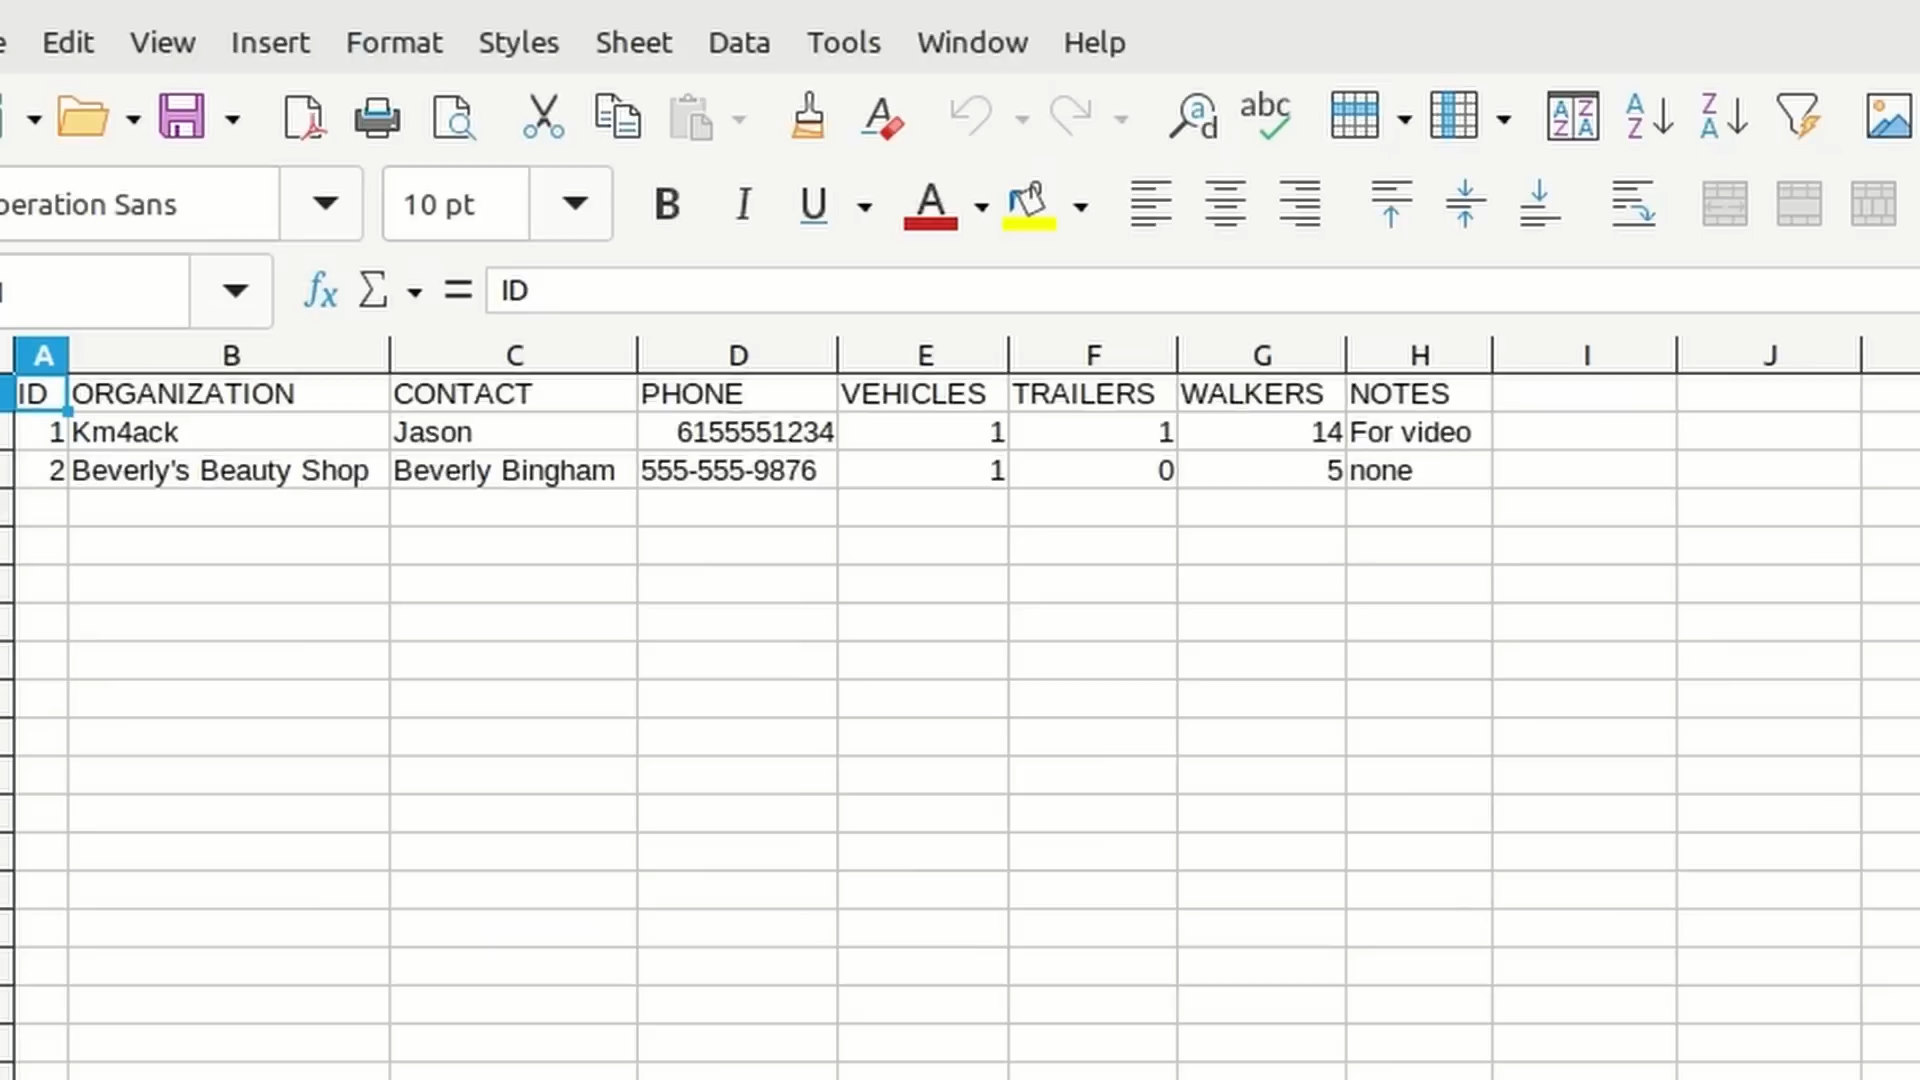 Edit View Insert Format Styles Sheet Data Tools Window Help
abc
peration Sans 10 pt B I U A
fx Σ = ID
A B C D E F G H I J
ID ORGANIZATION CONTACT PHONE VEHICLES TRAILERS WALKERS NOTES
1 Km4ack Jason 6155551234 1 1 14 For video
2 Beverly's Beauty Shop Beverly Bingham 555-555-9876 1 0 5 none